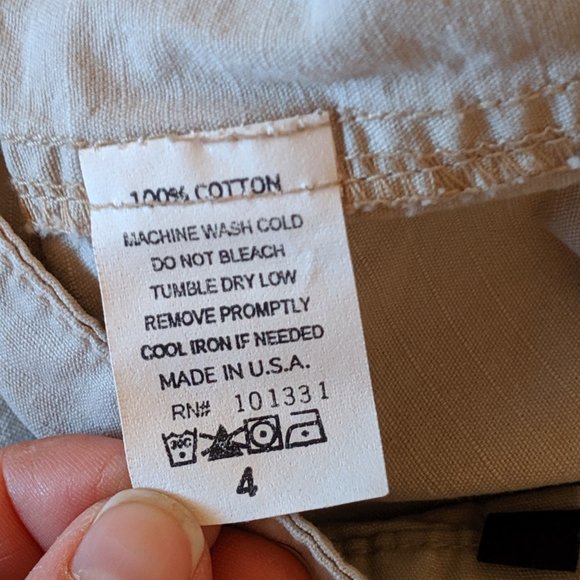 100% COTTON
MACHINE WASH COLD
DO NOT BLEACH
TUMBLE DRY LOW
REMOVE PROMPTLY
COOL IRON IF NEEDED
MADE IN U.S.A.
RN# 101331
30C
4